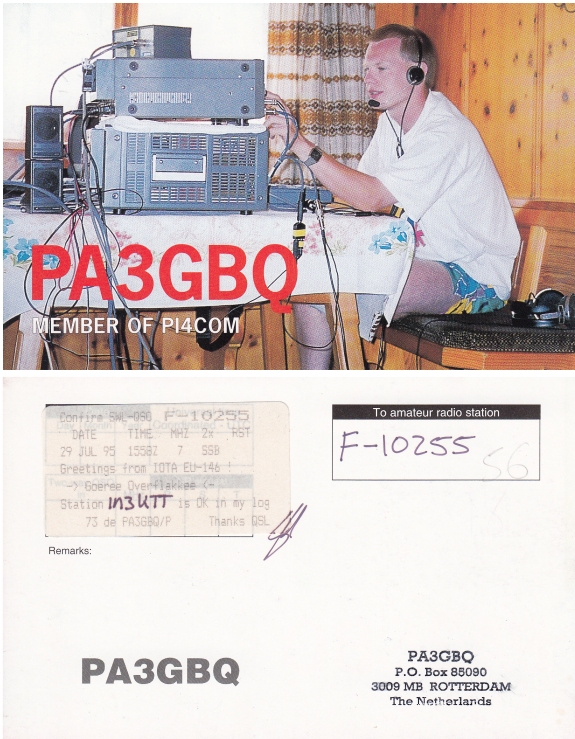 PA3GBQ
MEMBER OF PI4COM
Confirm SWL-QSO F-10255
DATE TIME MHZ 2x RST
29 JUL 95 1558Z 7 SSB
Greetings from IOTA EU-146 !
-> Goeree Overflakkee <-
Station IN3KTT is OK in my log
73 de PA3GBQ/P Thanks QSL
Remarks:
To amateur radio station
F-10255
56
PA3GBQ
PA3GBQ
P.O. Box 85090
3009 MB ROTTERDAM
The Netherlands